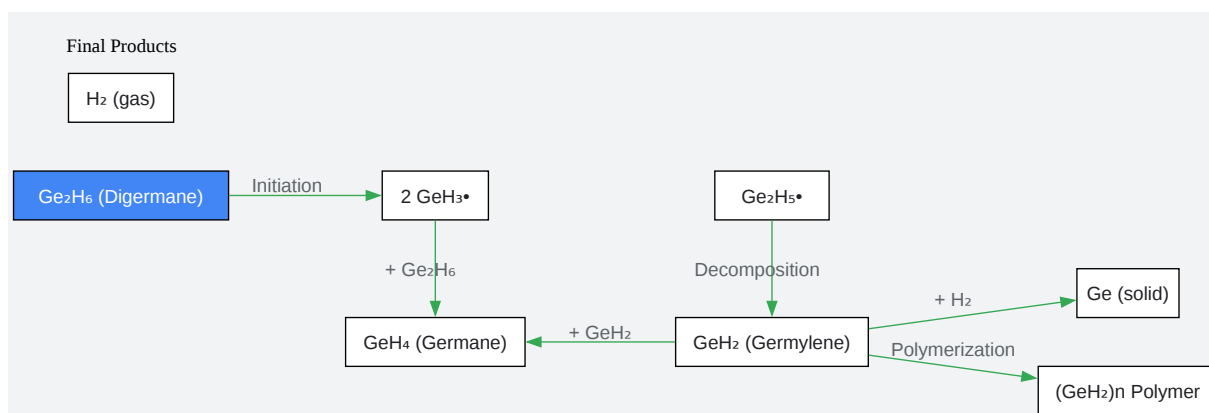 Final Products
H₂ (gas)
Ge₂H₆ (Digermane)
Initiation
2 GeH₃•
Ge₂H₅•
+ Ge₂H₆
Decomposition
Ge (solid)
+ H₂
GeH₄ (Germane)
+ GeH₂
GeH₂ (Germylene)
Polymerization
(GeH₂)n Polymer